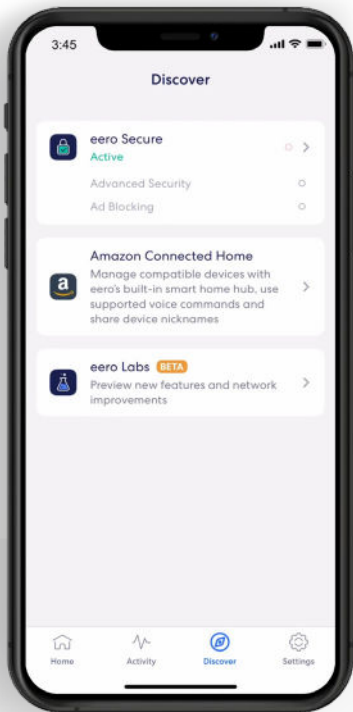 3:45
Discover
eero Secure
Active
Advanced Security
Ad Blocking
Amazon Connected Home
Manage compatible devices with
eero's built-in smart home hub, use
supported voice commands and
share device nicknames
eero Labs BETA
Preview new features and network
improvements
Home Activity Discover Settings